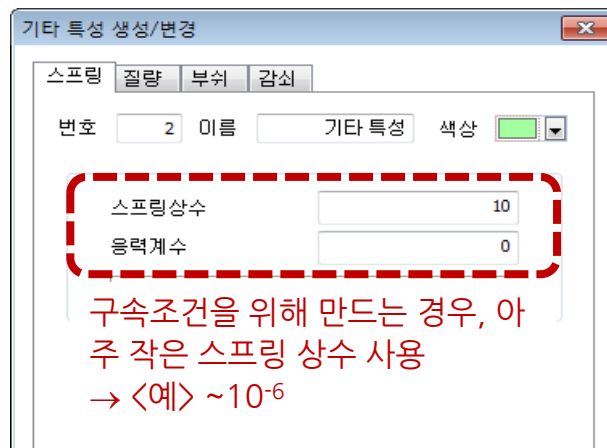 기타 특성 생성/변경
스프링 질량 부쉬 감쇠
번호 2 이름 기타 특성 색상
스프링상수 10
응력계수 0
구속조건을 위해 만드는 경우, 아
주 작은 스프링 상수 사용
→ <예> ~10⁻⁶